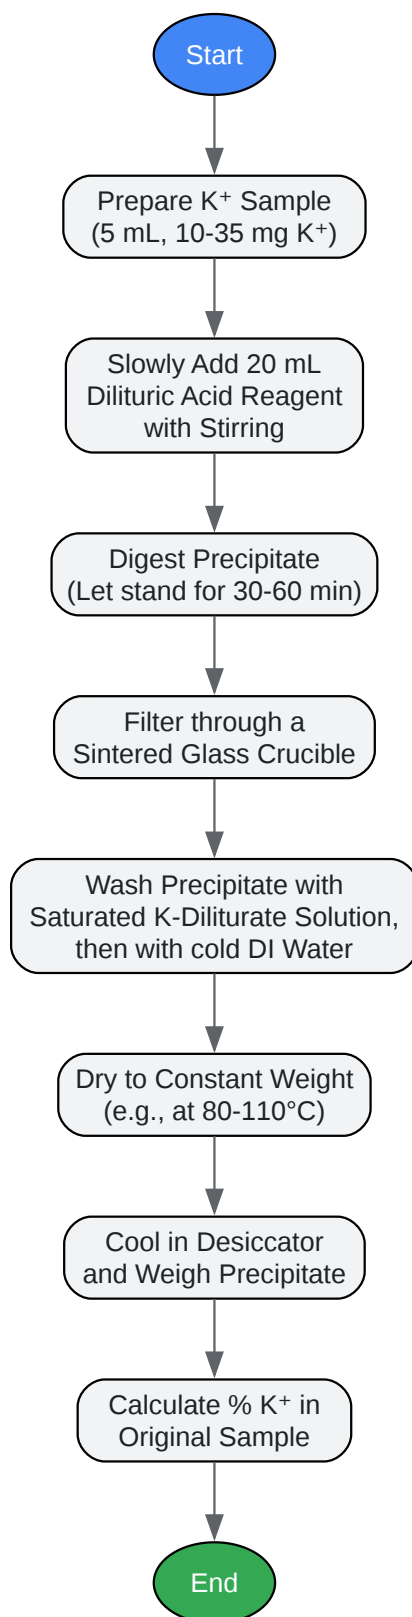 Start
Prepare K⁺ Sample
(5 mL, 10-35 mg K⁺)
Slowly Add 20 mL
Dilituric Acid Reagent
with Stirring
Digest Precipitate
(Let stand for 30-60 min)
Filter through a
Sintered Glass Crucible
Wash Precipitate with
Saturated K-Diliturate Solution,
then with cold DI Water
Dry to Constant Weight
(e.g., at 80-110°C)
Cool in Desiccator
and Weigh Precipitate
Calculate % K⁺ in
Original Sample
End